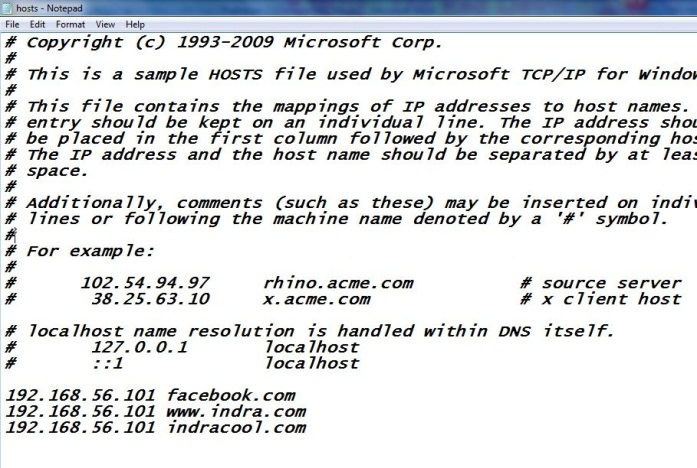 hosts - Notepad
File Edit Format View Help
# Copyright (c) 1993-2009 Microsoft Corp.
#
# This is a sample HOSTS file used by Microsoft TCP/IP for Window
#
# This file contains the mappings of IP addresses to host names.
# entry should be kept on an individual line. The IP address shou
# be placed in the first column followed by the corresponding hos
# The IP address and the host name should be separated by at leas
# space.
#
# Additionally, comments (such as these) may be inserted on indiv
# lines or following the machine name denoted by a '#' symbol.
#
# For example:
#
# 102.54.94.97 rhino.acme.com # source server
# 38.25.63.10 x.acme.com # x client host

# localhost name resolution is handled within DNS itself.
# 127.0.0.1 localhost
# ::1 localhost

192.168.56.101 facebook.com
192.168.56.101 www.indra.com
192.168.56.101 indracool.com